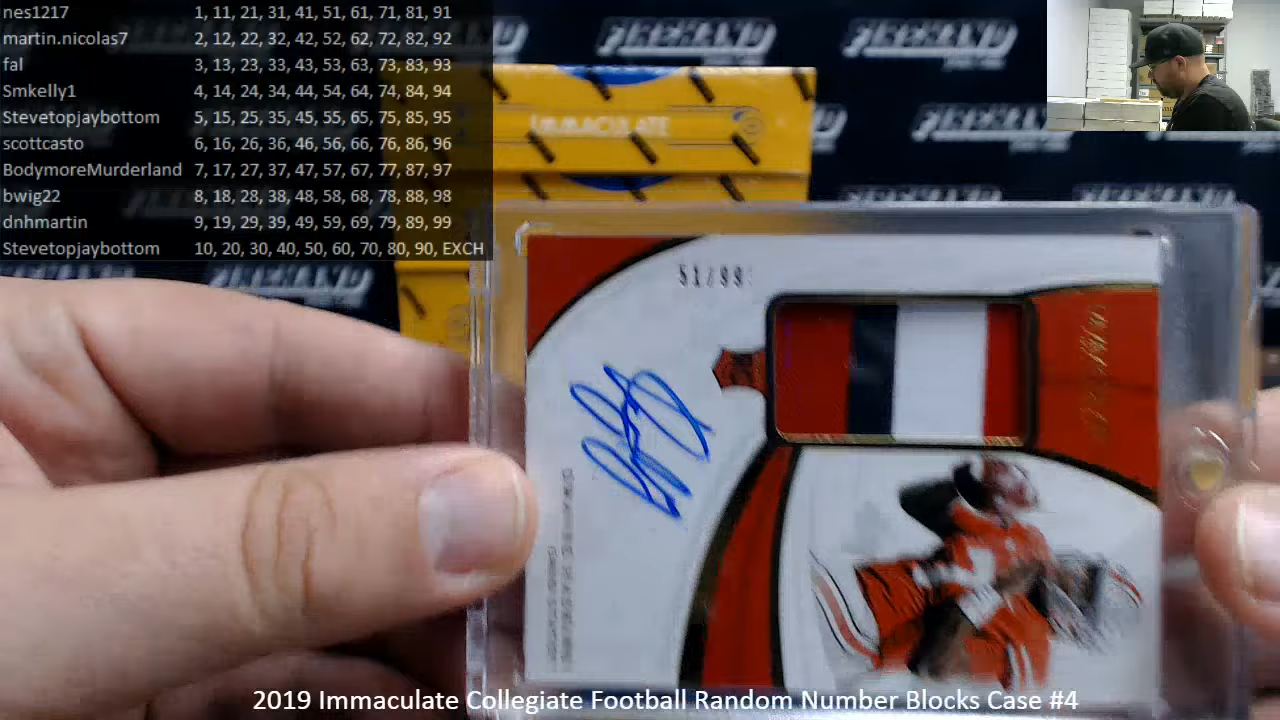 nes1217 1, 11, 21, 31, 41, 51, 61, 71, 81, 91
martin.nicolas7 2, 12, 22, 32, 42, 52, 62, 72, 82, 92
fal 3, 13, 23, 33, 43, 53, 63, 73, 83, 93
Smkelly1 4, 14, 24, 34, 44, 54, 64, 74, 84, 94
Stevetopjaybottom 5, 15, 25, 35, 45, 55, 65, 75, 85, 95
scottcasto 6, 16, 26, 36, 46, 56, 66, 76, 86, 96
BodymoreMurderland 7, 17, 27, 37, 47, 57, 67, 77, 87, 97
bwig22 8, 18, 28, 38, 48, 58, 68, 78, 88, 98
dnhmartin 9, 19, 29, 39, 49, 59, 69, 79, 89, 99
Stevetopjaybottom 10, 20, 30, 40, 50, 60, 70, 80, 90, EXCH
IMMACULATE
51/99
2019 Immaculate Collegiate Football Random Number Blocks Case #4